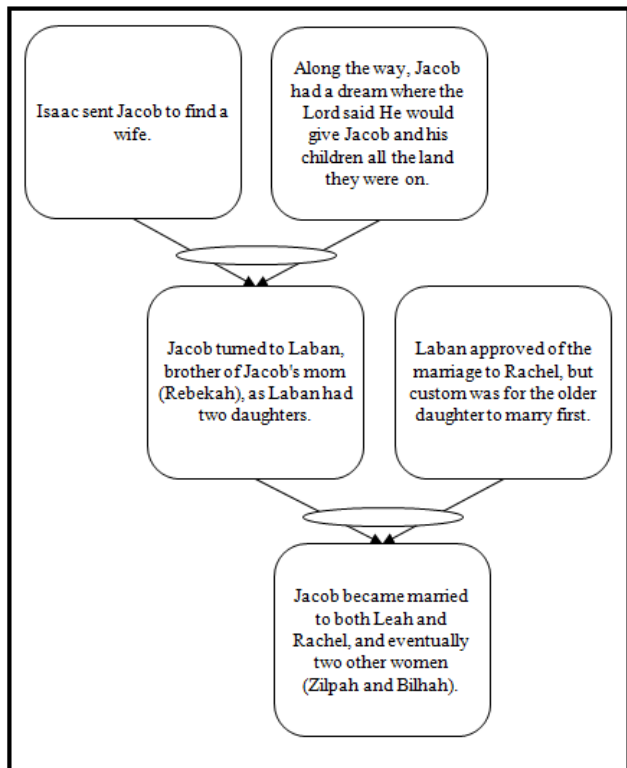 Isaac sent Jacob to find a
wife.
Along the way, Jacob
had a dream where the
Lord said He would
give Jacob and his
children all the land
they were on.
Jacob turned to Laban,
brother of Jacob's mom
(Rebekah), as Laban had
two daughters.
Laban approved of the
marriage to Rachel, but
custom was for the older
daughter to marry first.
Jacob became married
to both Leah and
Rachel, and eventually
two other women
(Zilpah and Bilhah).